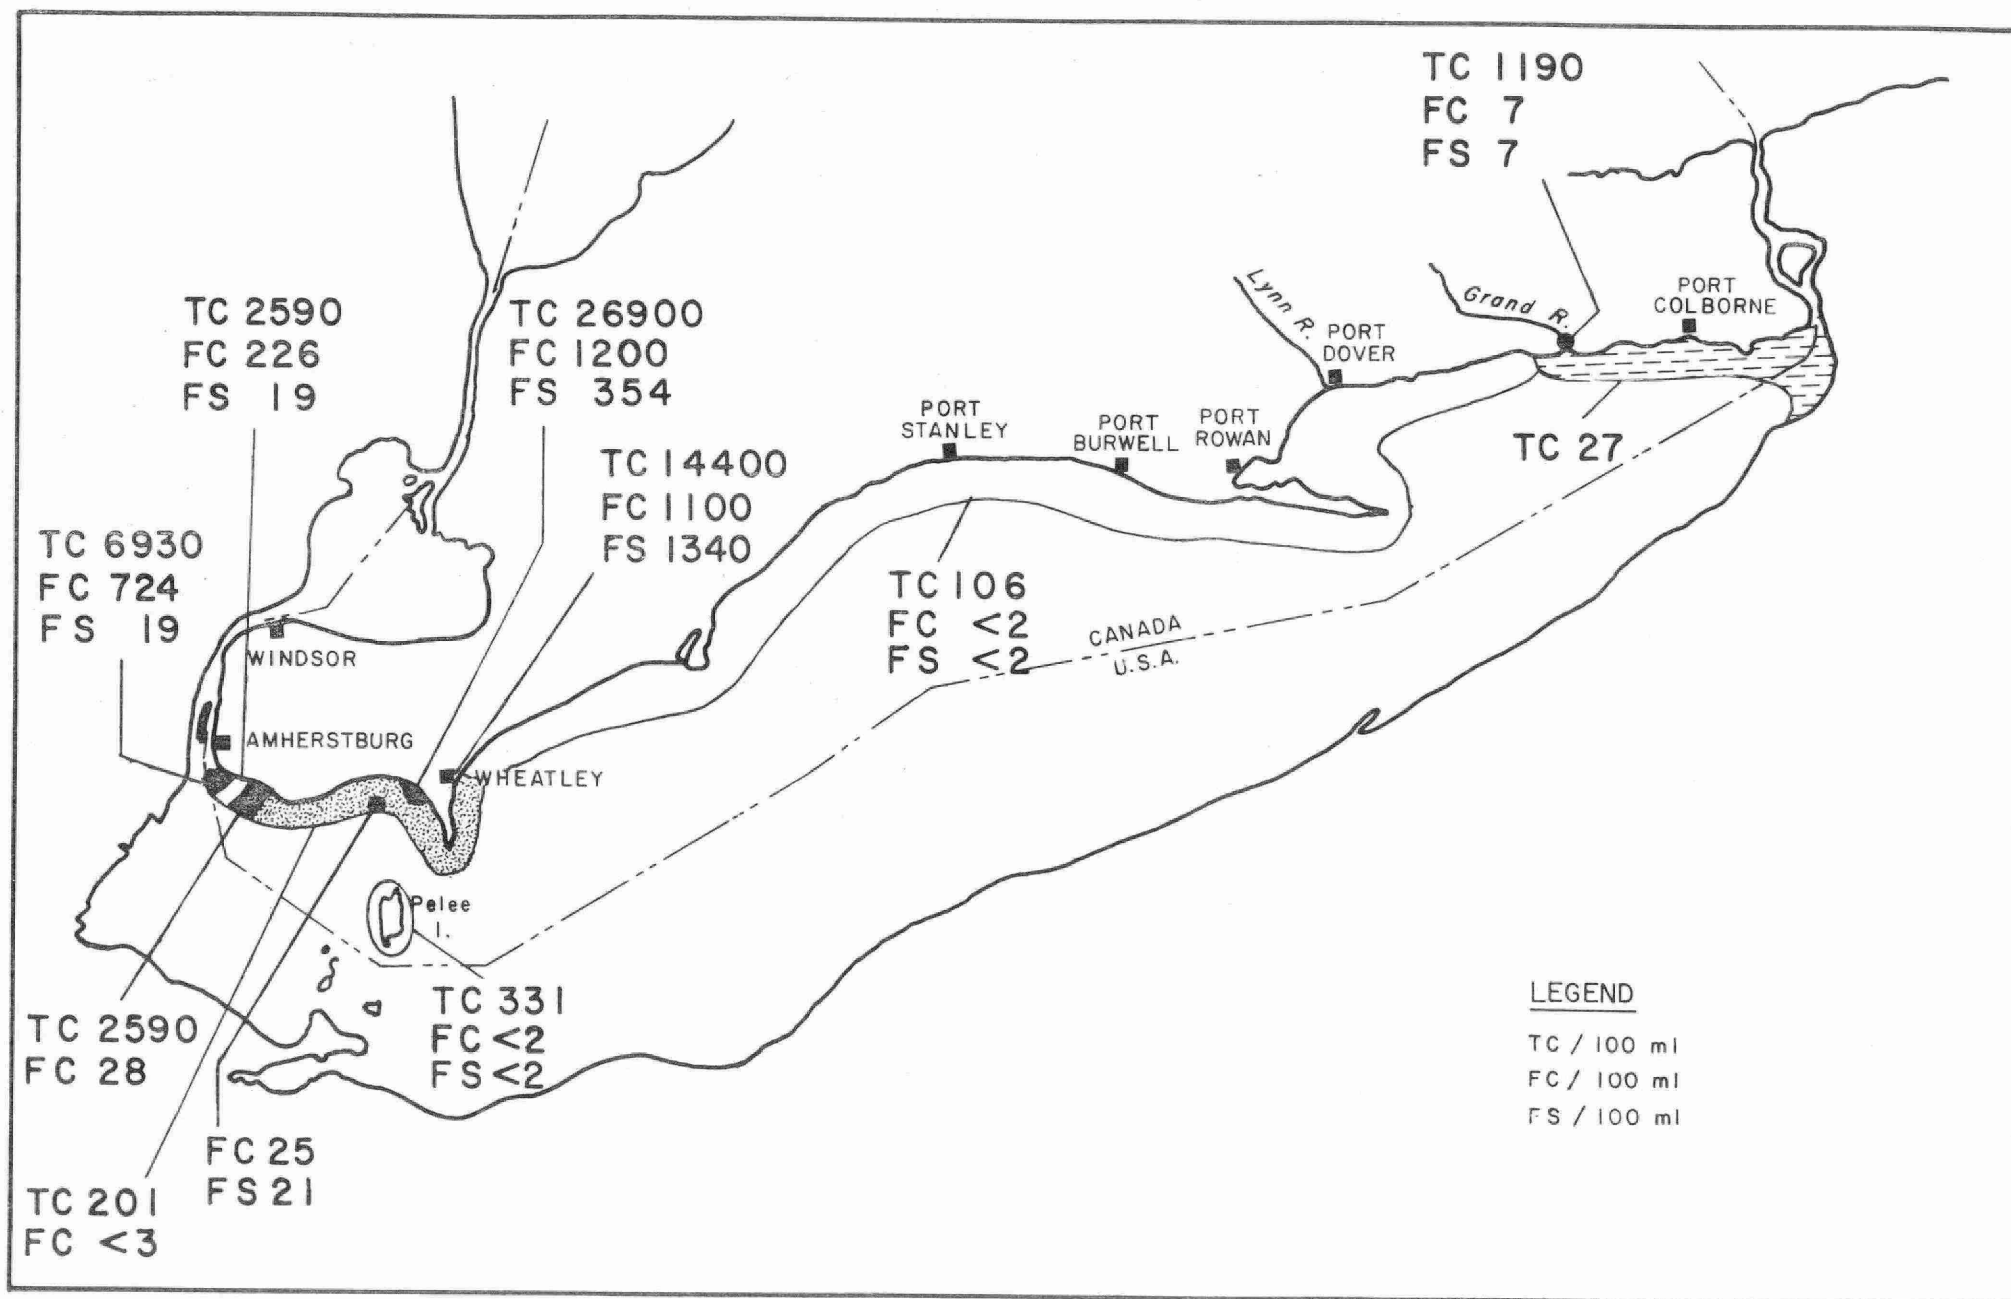 TC 1190
FC 7
FS 7
TC 2590
FC 226
FS 19
TC 26900
FC 1200
FS 354
TC 14400
FC 1100
FS 1340
TC 6930
FC 724
FS 19
Lynn R.
Grand R.
PORT
COLBORNE
PORT
DOVER
PORT
STANLEY
PORT
BURWELL
PORT
ROWAN
TC 27
TC 106
FC <2
FS <2
CANADA
U.S.A.
WINDSOR
AMHERSTBURG
WHEATLEY
Pelee
I.
TC 331
FC <2
FS <2
TC 2590
FC 28
FC 25
FS 21
TC 201
FC <3
LEGEND
TC / 100 ml
FC / 100 ml
FS / 100 ml